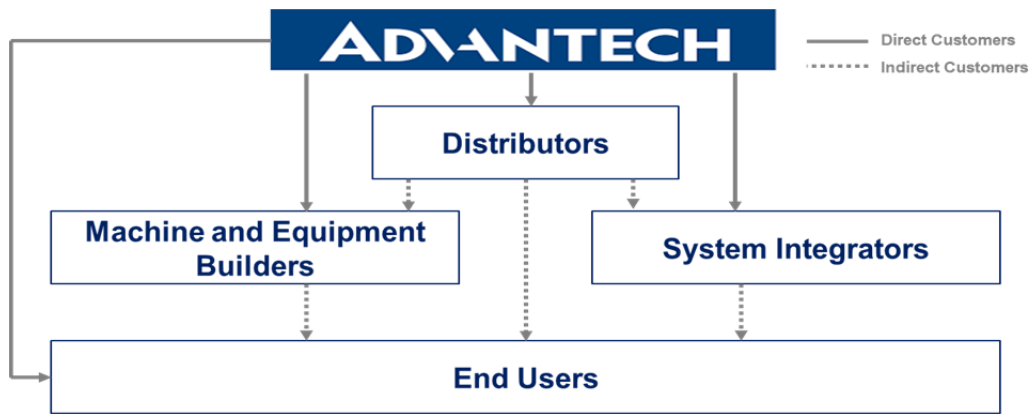 ADVANTECH
Direct Customers
Indirect Customers
Distributors
Machine and Equipment
Builders
System Integrators
End Users